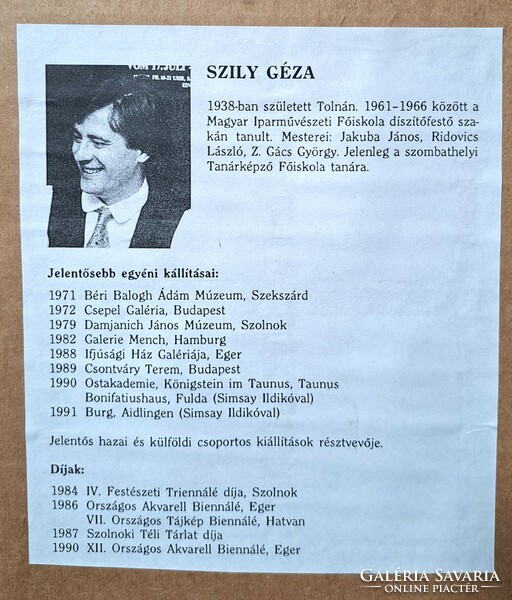 VOM 17. JULI
SZILY GÉZA
1938-ban született Tolnán. 1961–1966 között a
Magyar Iparművészeti Főiskola díszítőfestő sza-
kán tanult. Mesterei: Jakuba János, Ridovics
László, Z. Gács György. Jelenleg a szombathelyi
Tanárképző Főiskola tanára.
Jelentősebb egyéni kállításai:
1971 Béri Balogh Ádám Múzeum, Szekszárd
1972 Csepel Galéria, Budapest
1979 Damjanich János Múzeum, Szolnok
1982 Galerie Mench, Hamburg
1988 Ifjúsági Ház Galériája, Eger
1989 Csontváry Terem, Budapest
1990 Ostakademie, Königstein im Taunus, Taunus
Bonifatiushaus, Fulda (Simsay Ildikóval)
1991 Burg, Aidlingen (Simsay Ildikóval)
Jelentős hazai és külföldi csoportos kiállítások résztvevője.
Díjak:
1984 IV. Festészeti Triennálé díja, Szolnok
1986 Országos Akvarell Biennálé, Eger
VII. Országos Tájkép Biennálé, Hatvan
1987 Szolnoki Téli Tárlat díja
1990 XII. Országos Akvarell Biennálé, Eger
GALÉRIA SAVARIA
ONLINE PIACTÉR